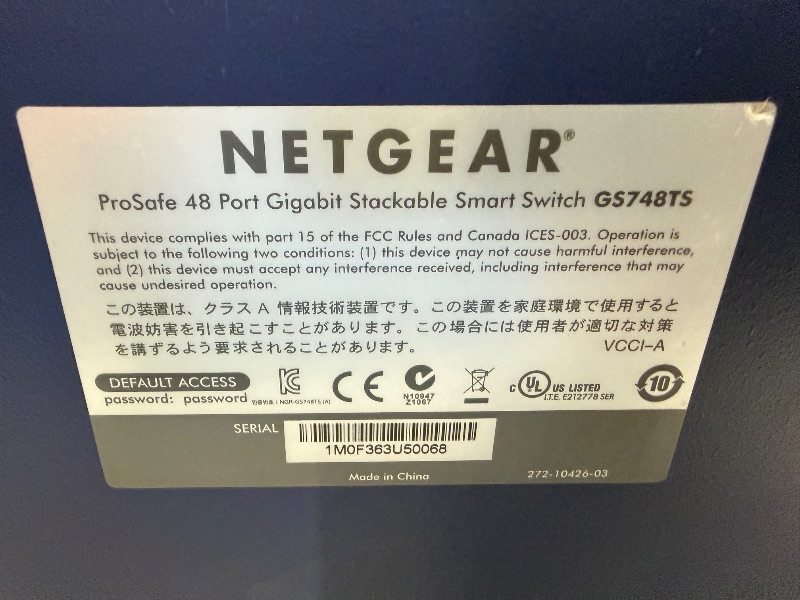 NETGEAR®
ProSafe 48 Port Gigabit Stackable Smart Switch GS748TS
This device complies with part 15 of the FCC Rules and Canada ICES-003. Operation is
subject to the following two conditions: (1) this device may not cause harmful interference,
and (2) this device must accept any interference received, including interference that may
cause undesired operation.
この装置は、クラス A 情報技術装置です。この装置を家庭環境で使用すると
電波妨害を引き起こすことがあります。この場合には使用者が適切な対策
を講ずるよう要求されることがあります。 VCCI-A
DEFAULT ACCESS
password: password
인증번호: NGR-GS748TS (A)
CE
N10947
Z1087
C UL US LISTED
I.T.E. E212778 SER
10
SERIAL
1M0F363U50068
Made in China
272-10426-03